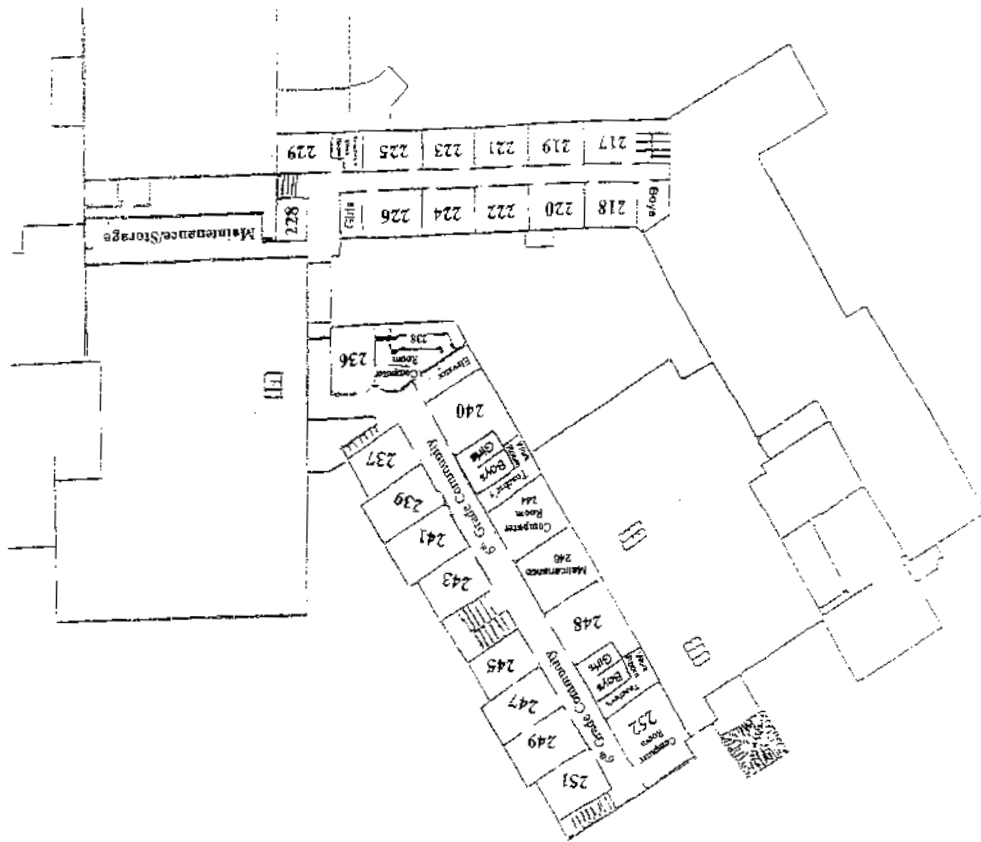 217
219
221
223
225
229
Boys
218
220
222
224
226
Girls
228
Maintenance/Storage
236
238
Computer
Room
Elevator
240
Girls
Boys
Teacher's
6th Grade Community
237
239
241
243
244
Computer
Room
246
Maintenance
248
Girls
Boys
Teacher's
6th Grade Community
245
247
249
251
252
Computer
Room